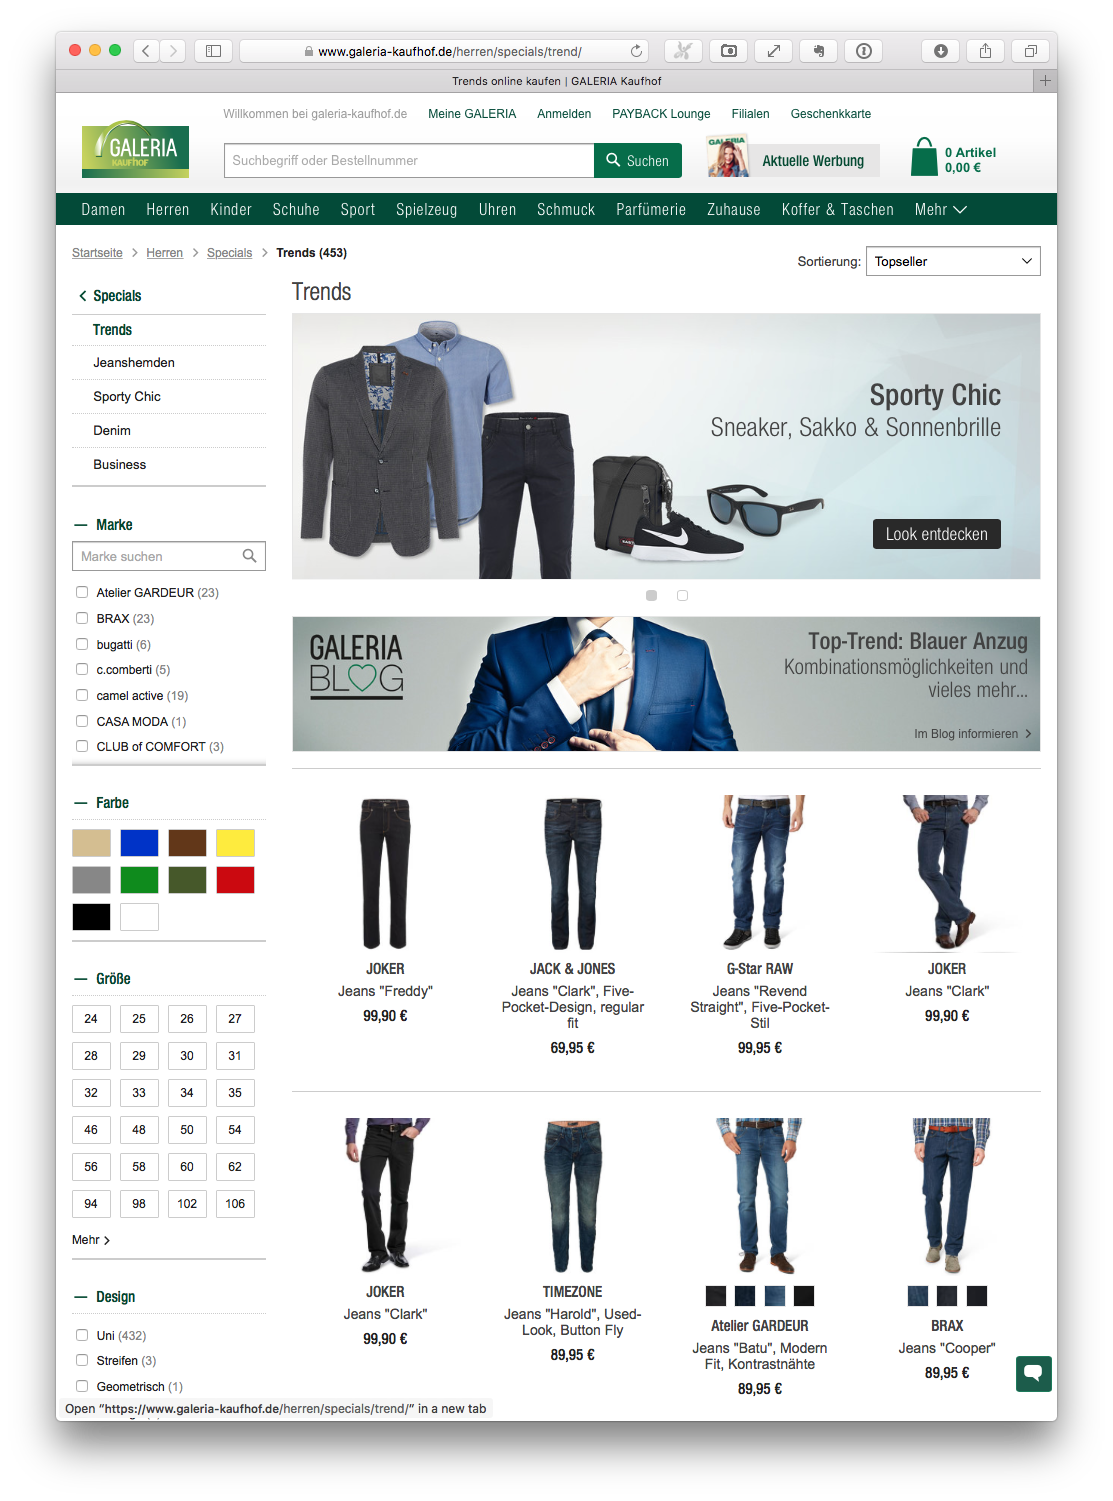 www.galeria-kaufhof.de/herren/specials/trend/
Trends online kaufen | GALERIA Kaufhof
Willkommen bei galeria-kaufhof.de Meine GALERIA Anmelden PAYBACK Lounge Filialen Geschenkkarte
GALERIA
KAUFHOF
Suchbegriff oder Bestellnummer
Suchen
GALERIA
Aktuelle Werbung
0 Artikel
0,00 €
Damen Herren Kinder Schuhe Sport Spielzeug Uhren Schmuck Parfümerie Zuhause Koffer & Taschen Mehr
Startseite > Herren > Specials > Trends (453)
Sortierung: Topseller
Specials
Trends
Jeanshemden
Sporty Chic
Denim
Business
Marke
Marke suchen
Atelier GARDEUR (23)
BRAX (23)
bugatti (6)
c.comberti (5)
camel active (19)
CASA MODA (1)
CLUB of COMFORT (3)
Farbe
Größe
24 25 26 27
28 29 30 31
32 33 34 35
46 48 50 54
56 58 60 62
94 98 102 106
Mehr >
Design
Uni (432)
Streifen (3)
Geometrisch (1)
Trends
Sporty Chic
Sneaker, Sakko & Sonnenbrille
Look entdecken
GALERIA
BLOG
Top-Trend: Blauer Anzug
Kombinationsmöglichkeiten und
vieles mehr...
Im Blog informieren >
JOKER
Jeans "Freddy"
99,90 €
JACK & JONES
Jeans "Clark", Five-
Pocket-Design, regular
fit
69,95 €
G-Star RAW
Jeans "Revend
Straight", Five-Pocket-
Stil
99,95 €
JOKER
Jeans "Clark"
99,90 €
JOKER
Jeans "Clark"
99,90 €
TIMEZONE
Jeans "Harold", Used-
Look, Button Fly
89,95 €
Atelier GARDEUR
Jeans "Batu", Modern
Fit, Kontrastnähte
89,95 €
BRAX
Jeans "Cooper"
89,95 €
Open “https://www.galeria-kaufhof.de/herren/specials/trend/” in a new tab